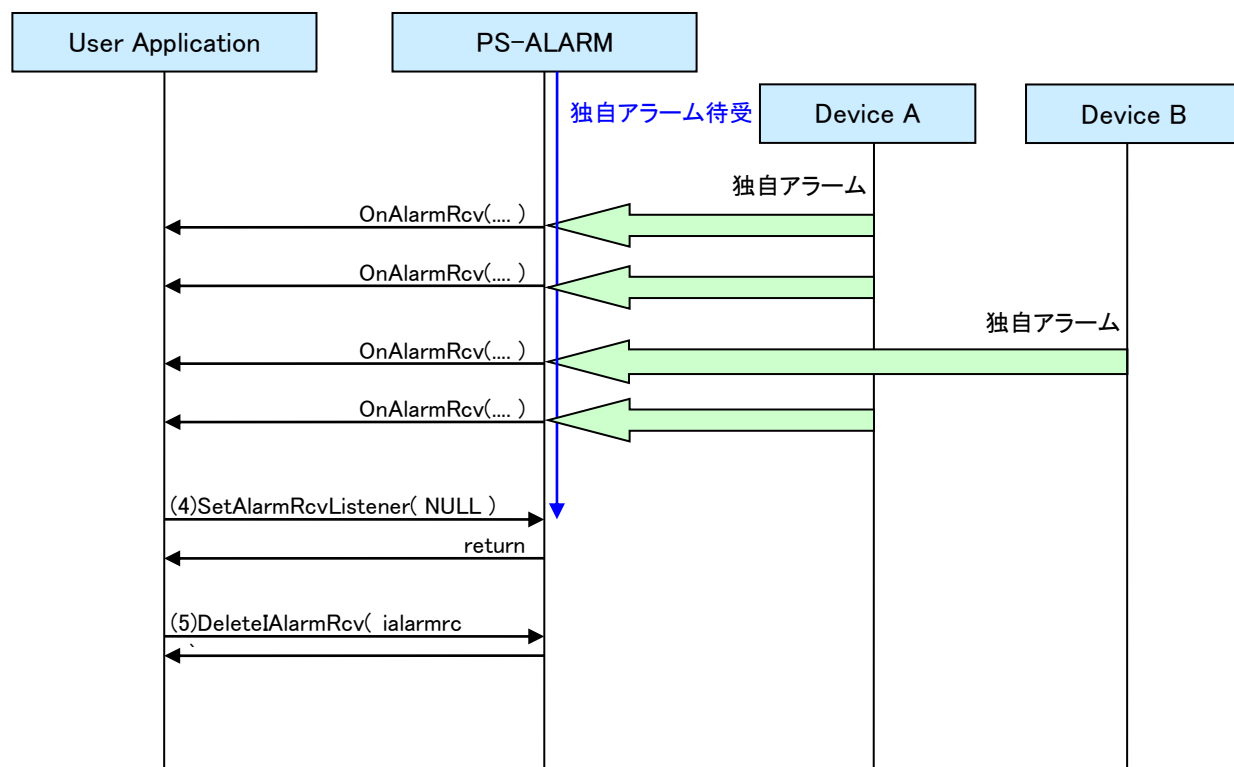 User Application
PS-ALARM
独自アラーム待受
Device A
Device B
独自アラーム
OnAlarmRcv(.... )
OnAlarmRcv(.... )
独自アラーム
OnAlarmRcv(.... )
OnAlarmRcv(.... )
(4)SetAlarmRcvListener( NULL )
return
(5)DeleteIAlarmRcv( ialarmrc
`